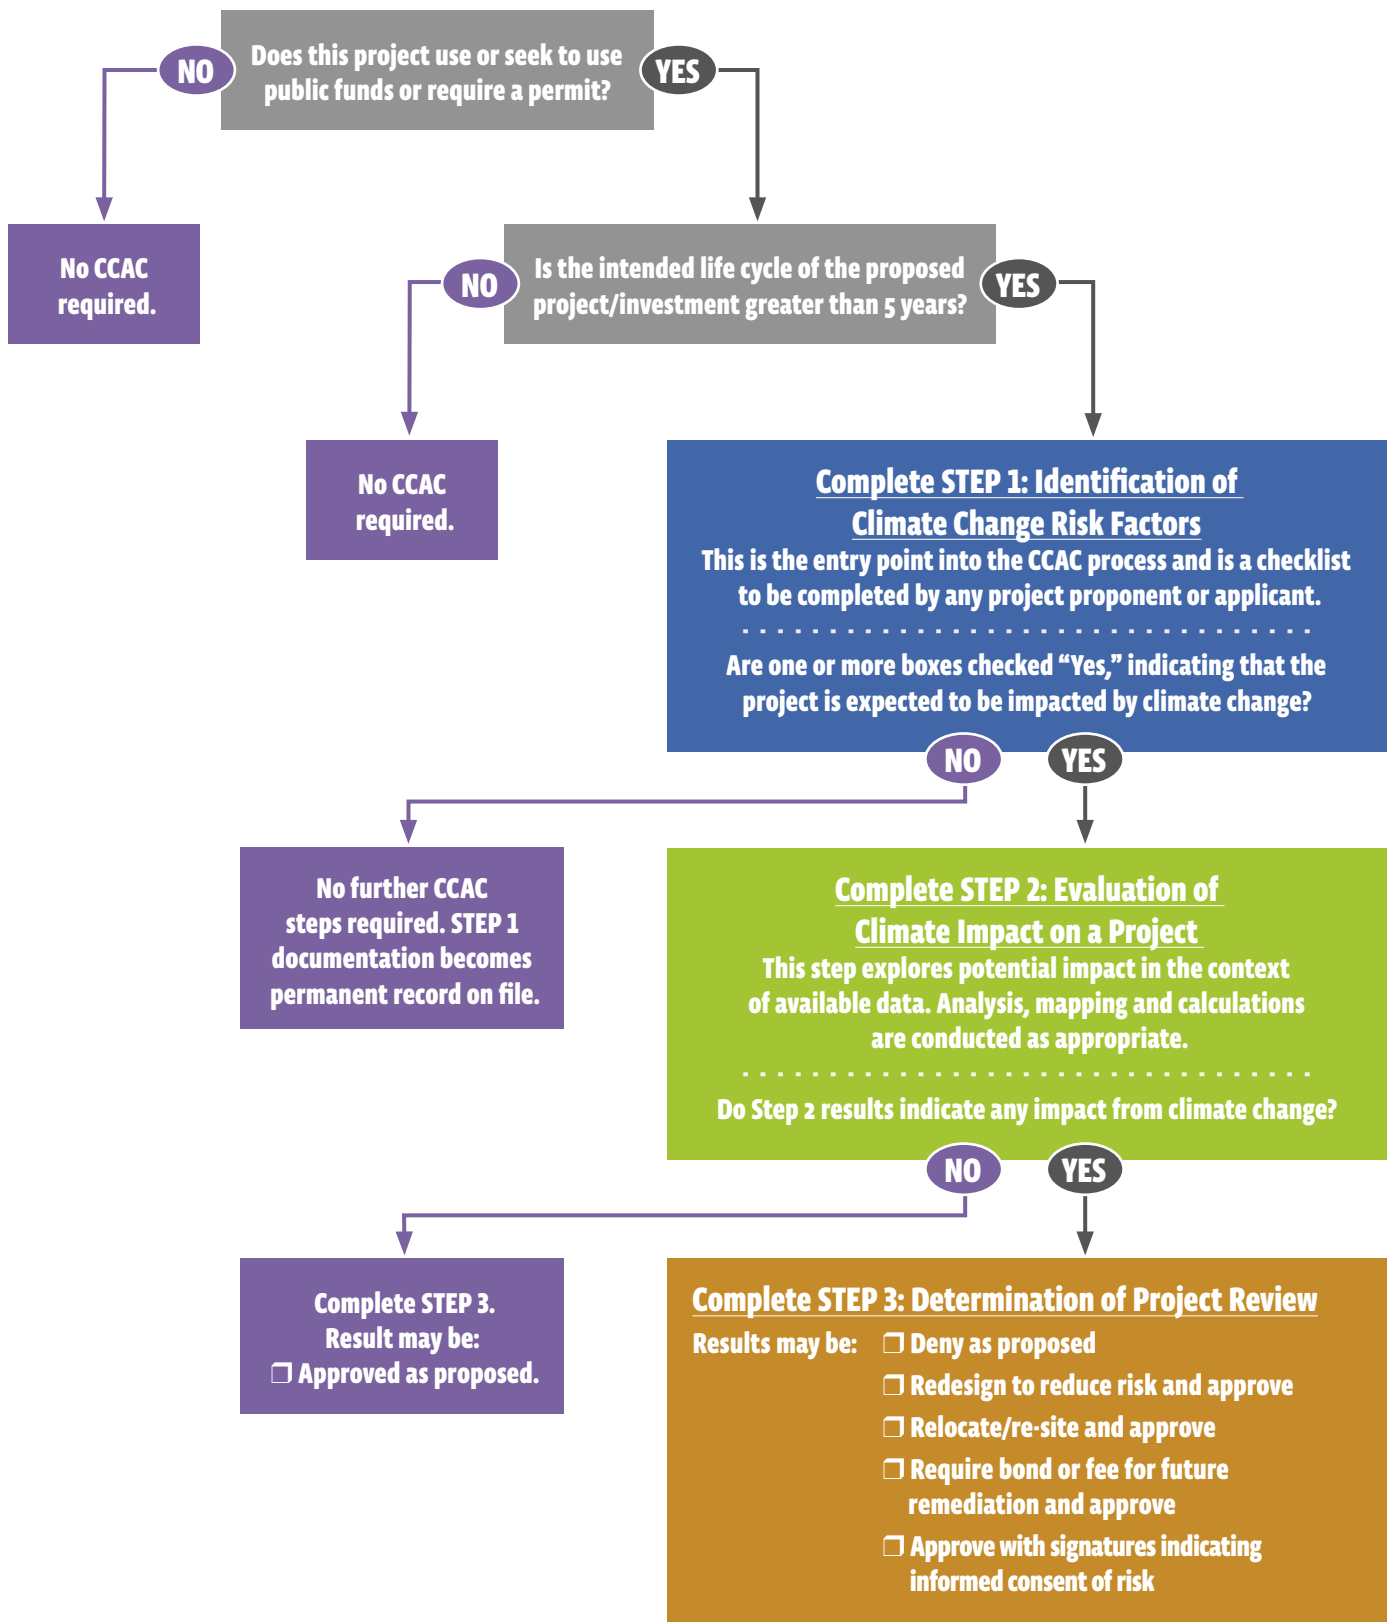 Does this project use or seek to use
public funds or require a permit?
NO
YES
No CCAC
required.
Is the intended life cycle of the proposed
project/investment greater than 5 years?
NO
YES
No CCAC
required.
Complete STEP 1: Identification of
Climate Change Risk Factors
This is the entry point into the CCAC process and is a checklist
to be completed by any project proponent or applicant.
Are one or more boxes checked “Yes,” indicating that the
project is expected to be impacted by climate change?
NO
YES
No further CCAC
steps required. STEP 1
documentation becomes
permanent record on file.
Complete STEP 2: Evaluation of
Climate Impact on a Project
This step explores potential impact in the context
of available data. Analysis, mapping and calculations
are conducted as appropriate.
Do Step 2 results indicate any impact from climate change?
NO
YES
Complete STEP 3.
Result may be:
❒ Approved as proposed.
Complete STEP 3: Determination of Project Review
Results may be: ❒ Deny as proposed
❒ Redesign to reduce risk and approve
❒ Relocate/re-site and approve
❒ Require bond or fee for future
remediation and approve
❒ Approve with signatures indicating
informed consent of risk